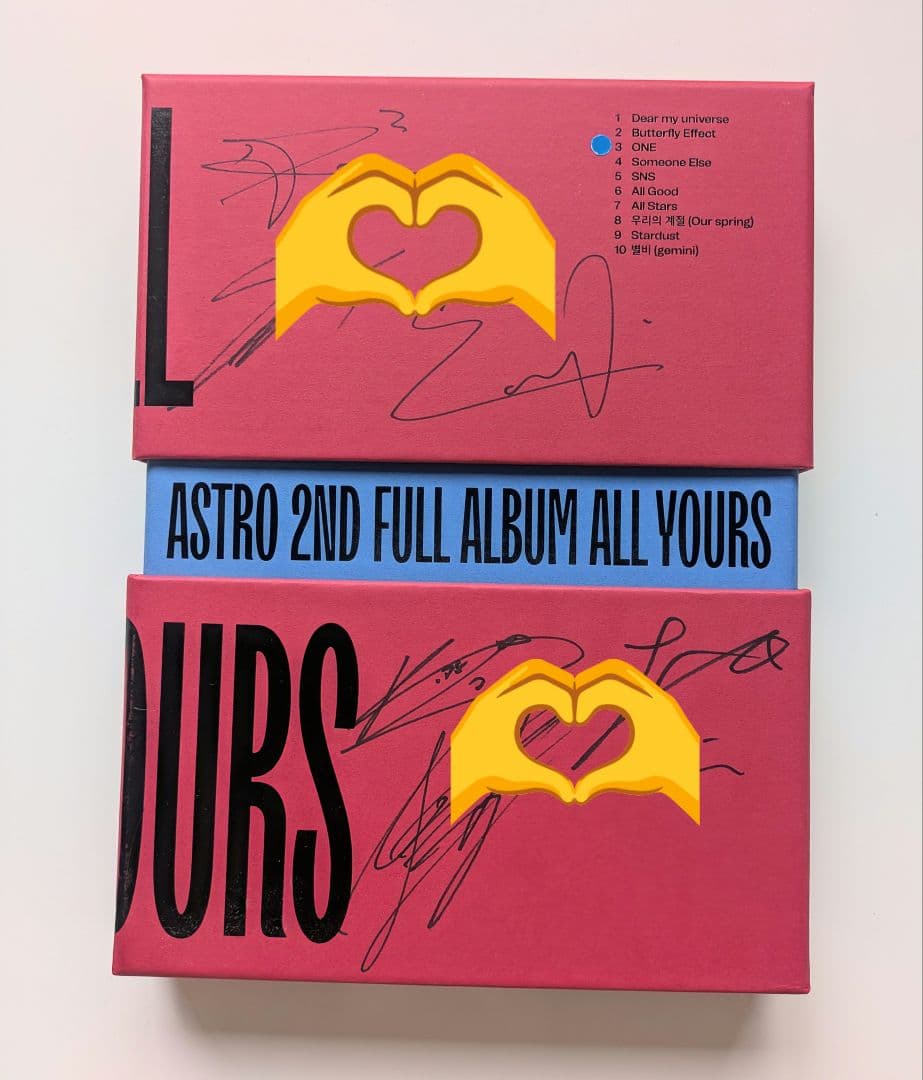 LL
1 Dear my universe
2 Butterfly Effect
3 ONE
4 Someone Else
5 SNS
6 All Good
7 All Stars
8 우리의 계절 (Our spring)
9 Stardust
10 별비 (gemini)
ASTRO 2ND FULL ALBUM ALL YOURS
OURS